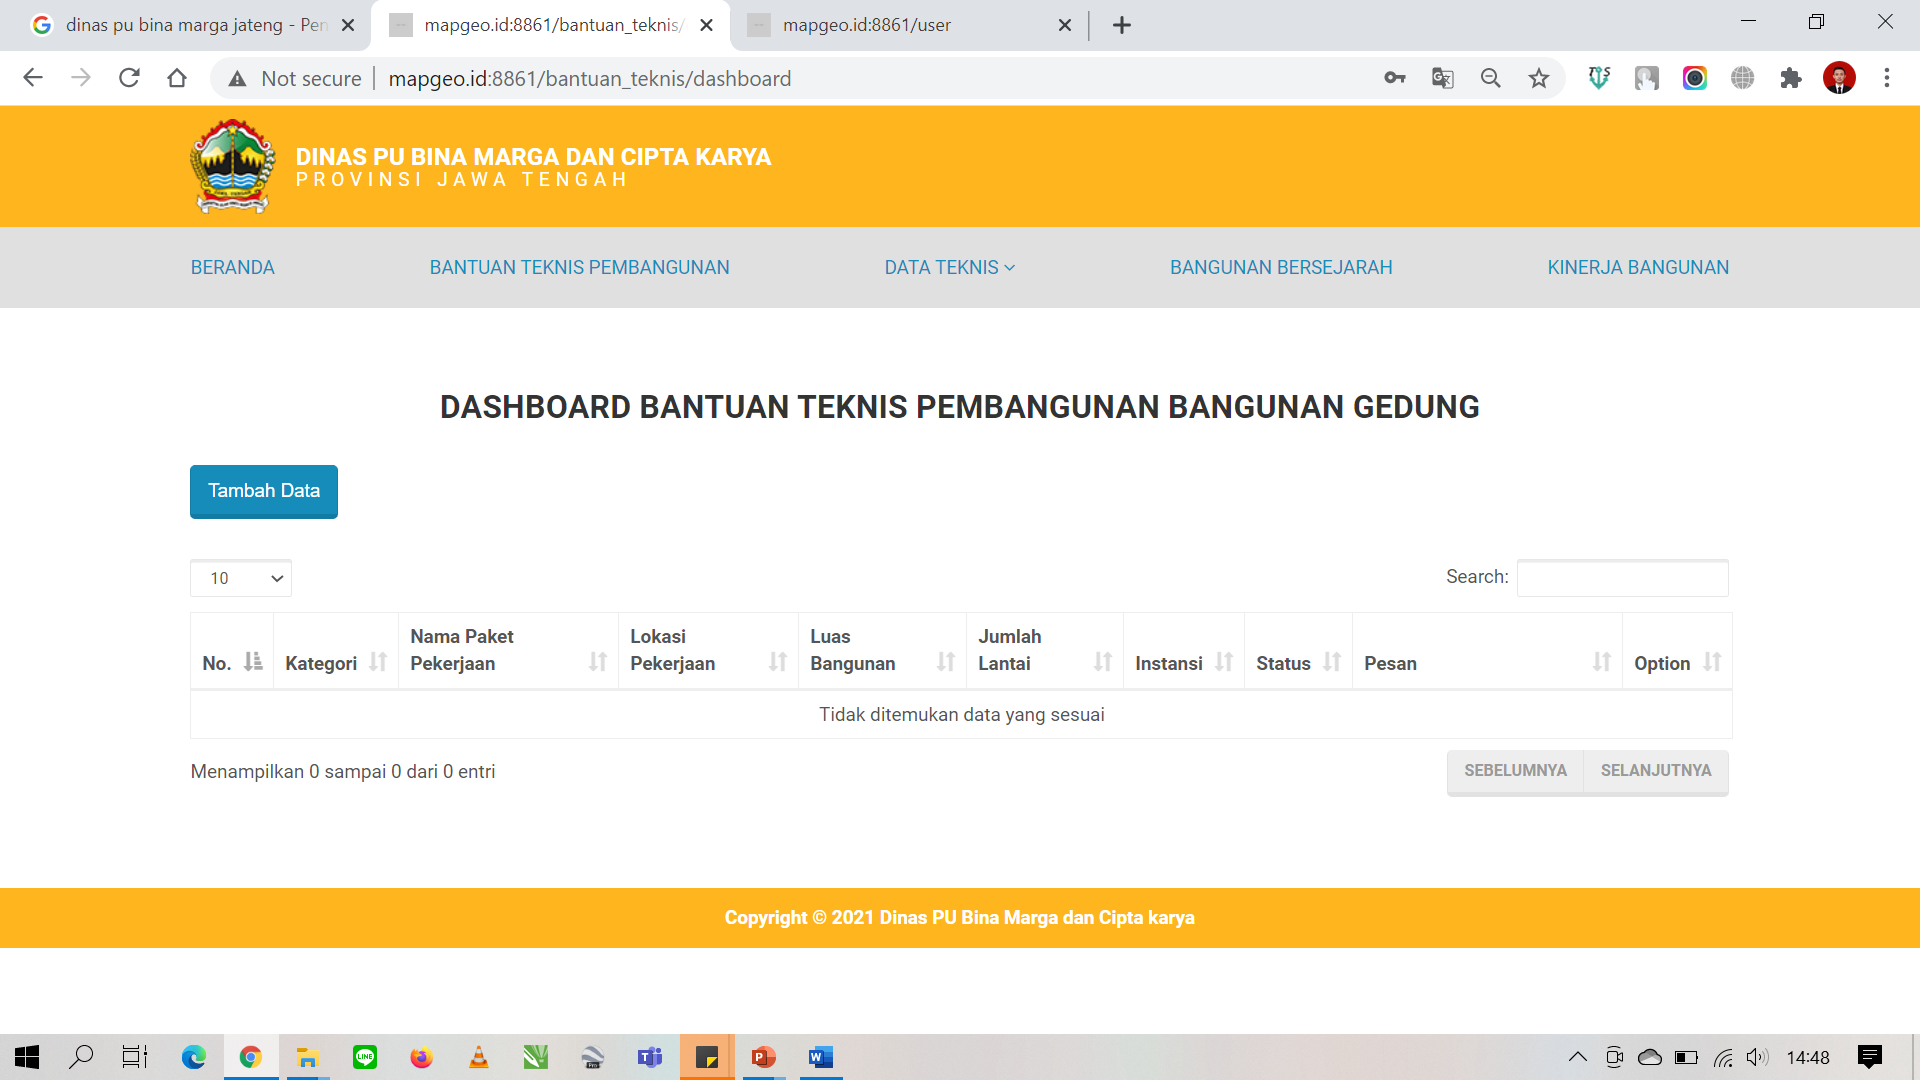 dinas pu bina marga jateng - Pen
mapgeo.id:8861/bantuan_teknis/
mapgeo.id:8861/user
Not secure
mapgeo.id:8861/bantuan_teknis/dashboard
DINAS PU BINA MARGA DAN CIPTA KARYA
PROVINSI JAWA TENGAH
BERANDA
BANTUAN TEKNIS PEMBANGUNAN
DATA TEKNIS
BANGUNAN BERSEJARAH
KINERJA BANGUNAN
DASHBOARD BANTUAN TEKNIS PEMBANGUNAN BANGUNAN GEDUNG
Tambah Data
10
Search:
No.
Kategori
Nama Paket
Pekerjaan
Lokasi
Pekerjaan
Luas
Bangunan
Jumlah
Lantai
Instansi
Status
Pesan
Option
Tidak ditemukan data yang sesuai
Menampilkan 0 sampai 0 dari 0 entri
SEBELUMNYA
SELANJUTNYA
Copyright © 2021 Dinas PU Bina Marga dan Cipta karya
14:48